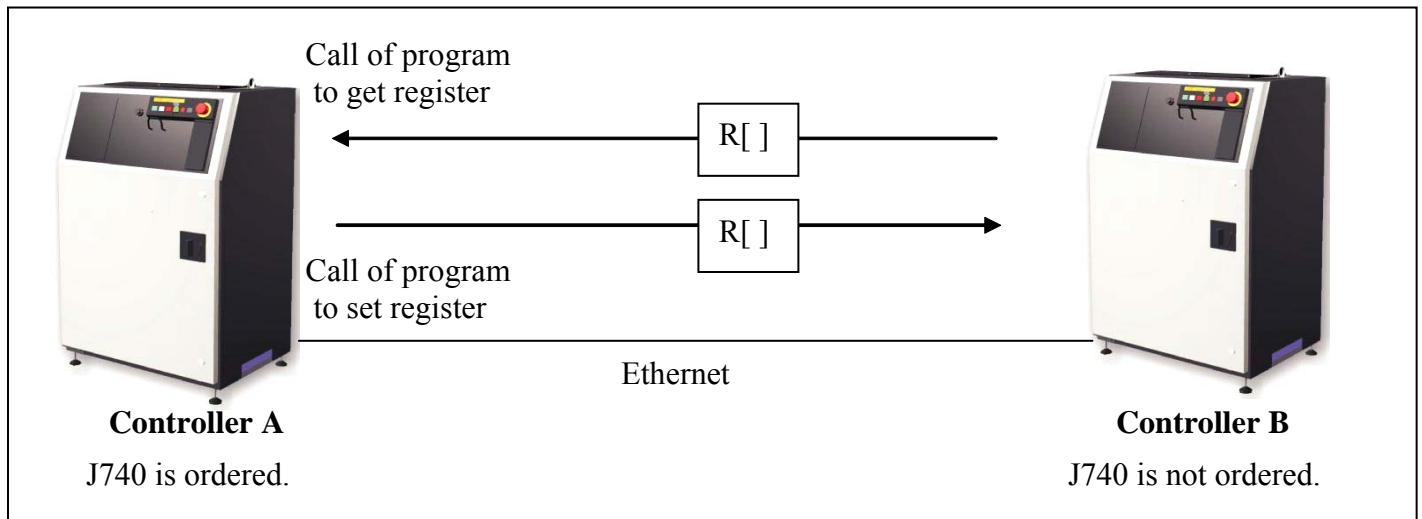 Call of program
to get register
R[ ]
R[ ]
Call of program
to set register
Ethernet
Controller A
Controller B
J740 is ordered.
J740 is not ordered.